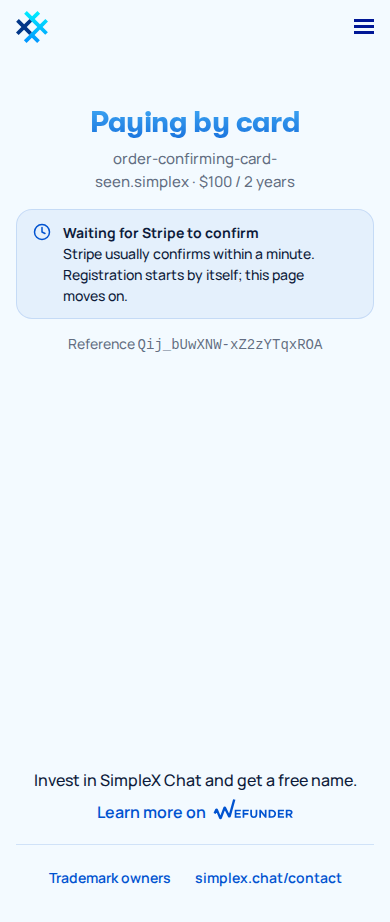 Paying by card
order-confirming-card-
seen.simplex · $100 / 2 years
Waiting for Stripe to confirm
Stripe usually confirms within a minute.
Registration starts by itself; this page
moves on.
Reference Qij_bUwXNW-xZ2zYTqxROA
Invest in SimpleX Chat and get a free name.
Learn more on WEFUNDER
Trademark owners simplex.chat/contact